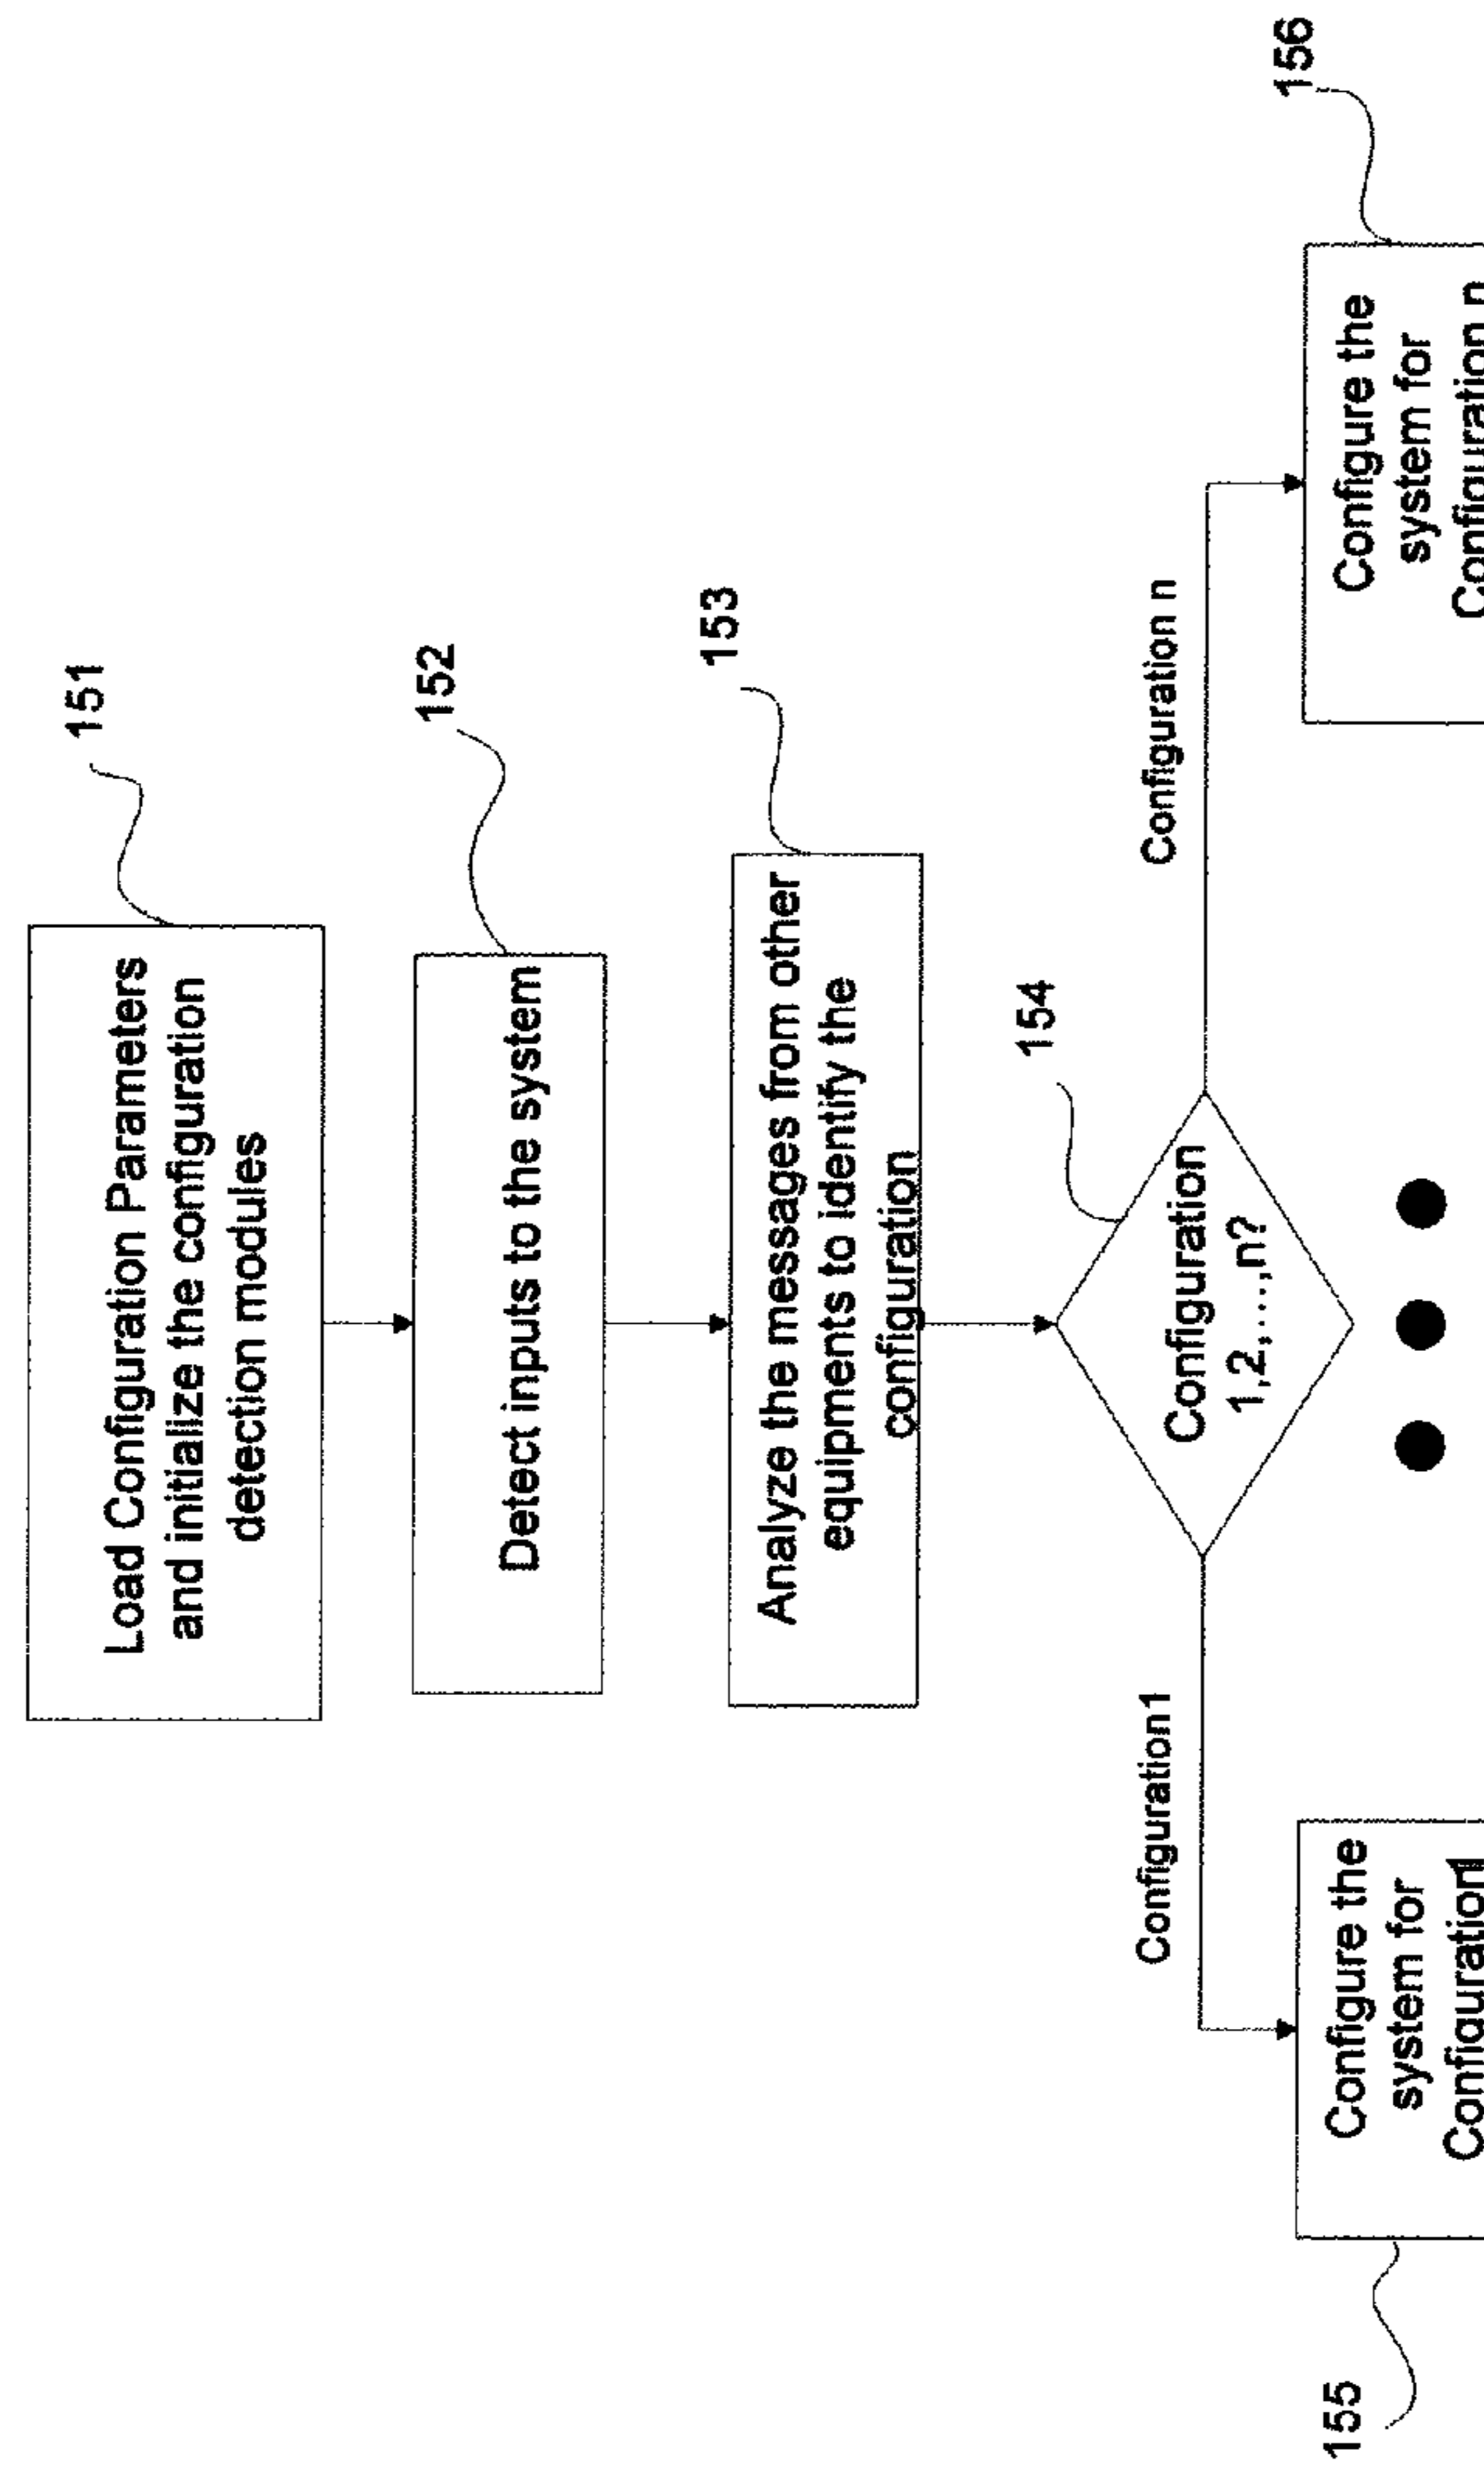 151
Load Configuration Parameters
and initialize the configuration
detection modules
152
Detect inputs to the system
153
Analyze the messages from other
equipments to identify the
configuration
154
Configuration
1,2,...,n?
Configuration1
Configuration n
155
Configure the
system for
Configuration1
156
Configure the
system for
Configuration n